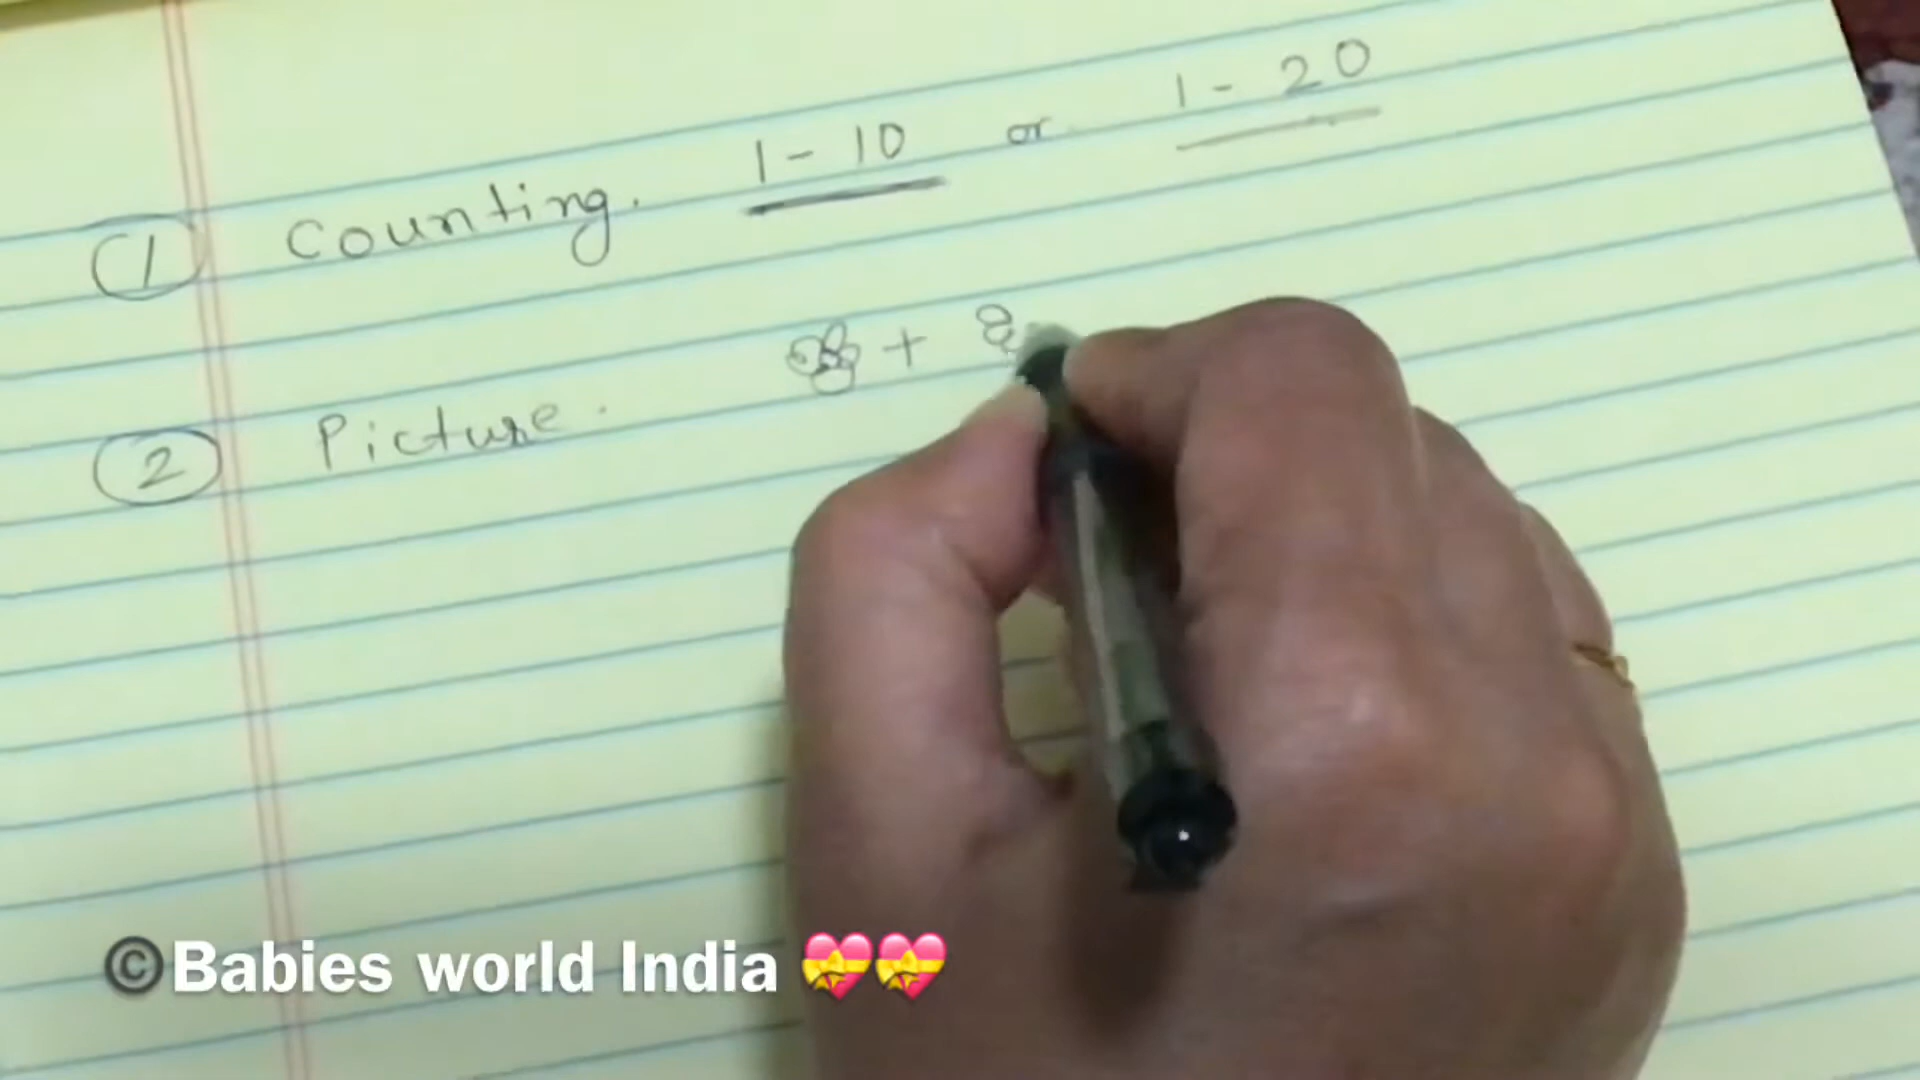 ① Counting. 1 - 10 or 1 - 20
② Picture. +
©Babies world India 💝💝